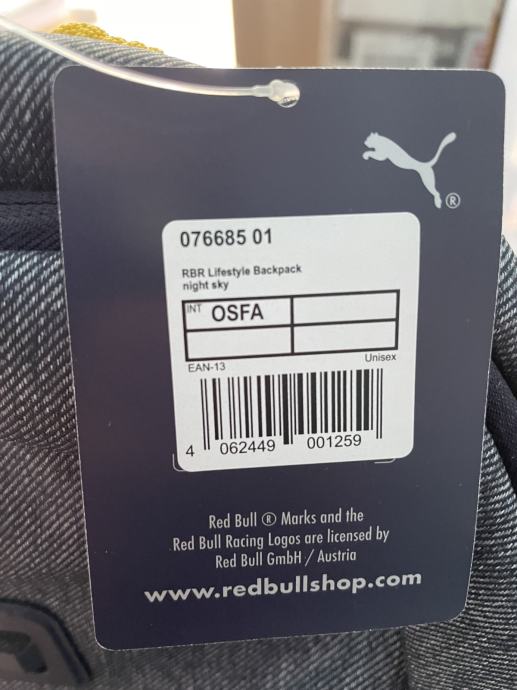 ®
076685 01
RBR Lifestyle Backpack
night sky
INT OSFA
EAN-13 Unisex
4 062449 001259
Red Bull ® Marks and the
Red Bull Racing Logos are licensed by
Red Bull GmbH / Austria
www.redbullshop.com